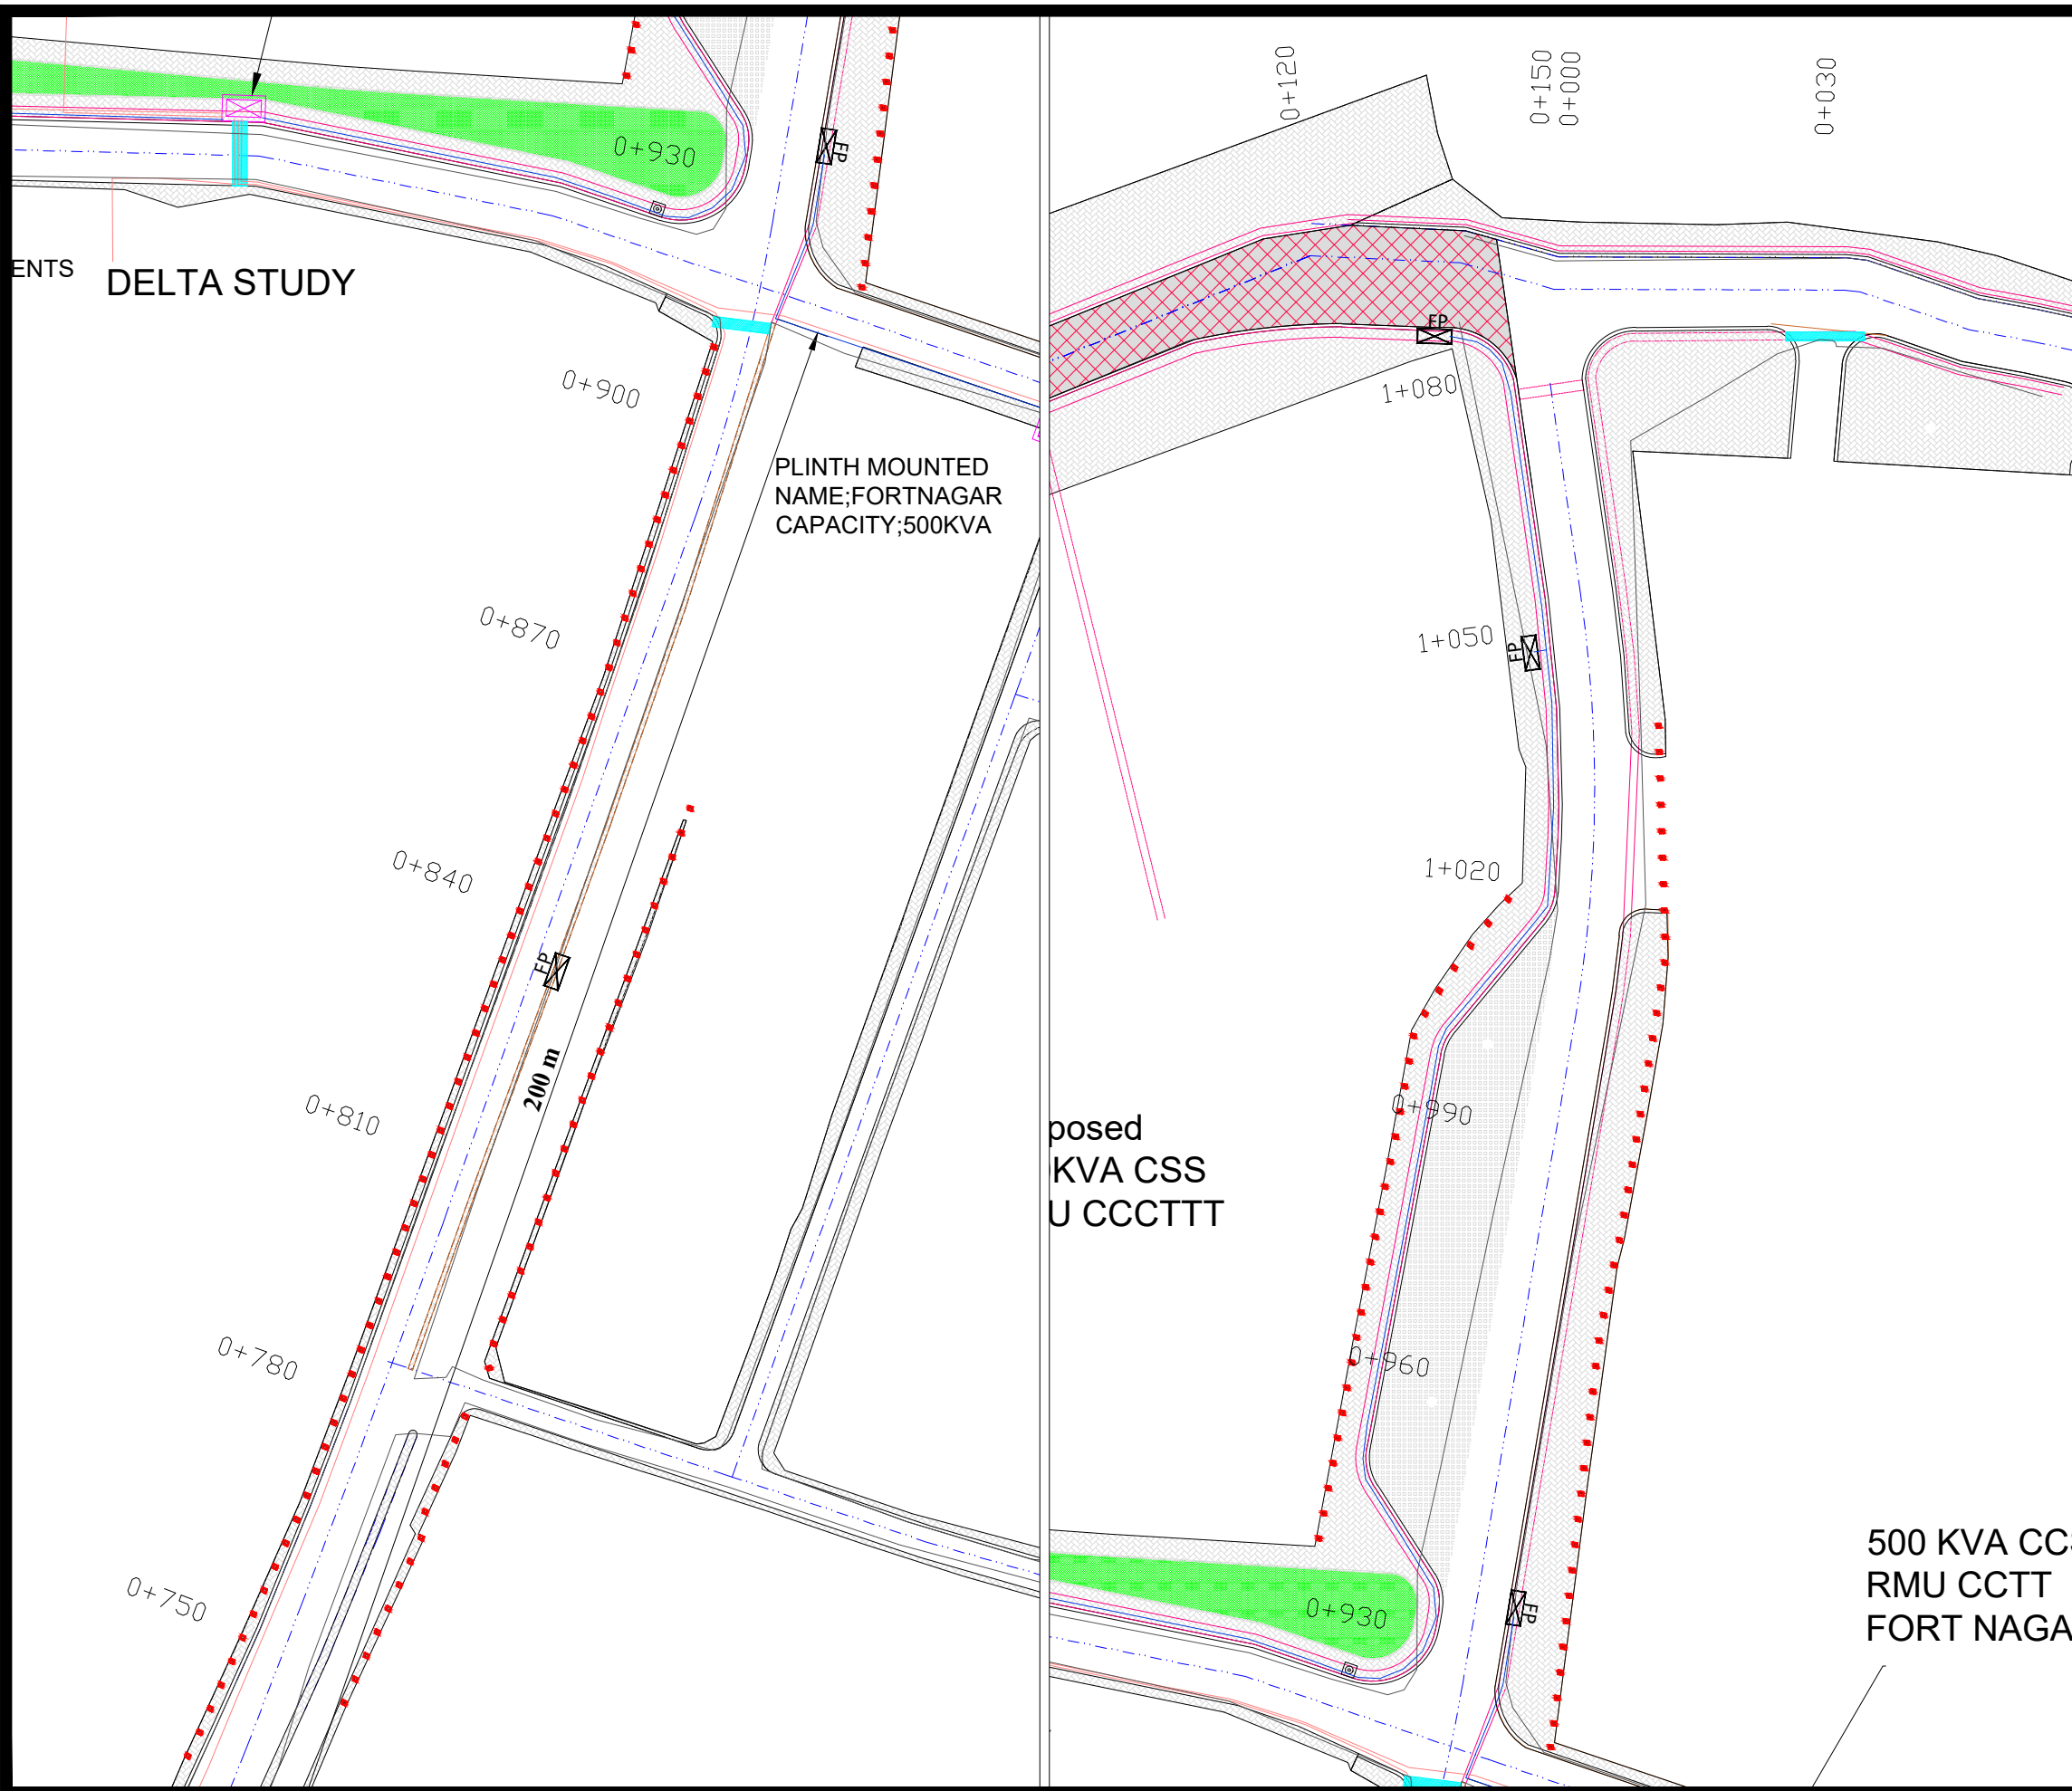 0+930
FP
ENTS
DELTA STUDY
0+900
PLINTH MOUNTED
NAME;FORTNAGAR
CAPACITY;500KVA
0+870
0+840
FP
200 m
0+810
0+780
0+750
0+120
0+150
0+000
0+030
FP
1+080
1+050
FP
1+020
0+990
posed
KVA CSS
U CCCTTT
0+960
0+930
FP
500 KVA CC
RMU CCTT
FORT NAGA